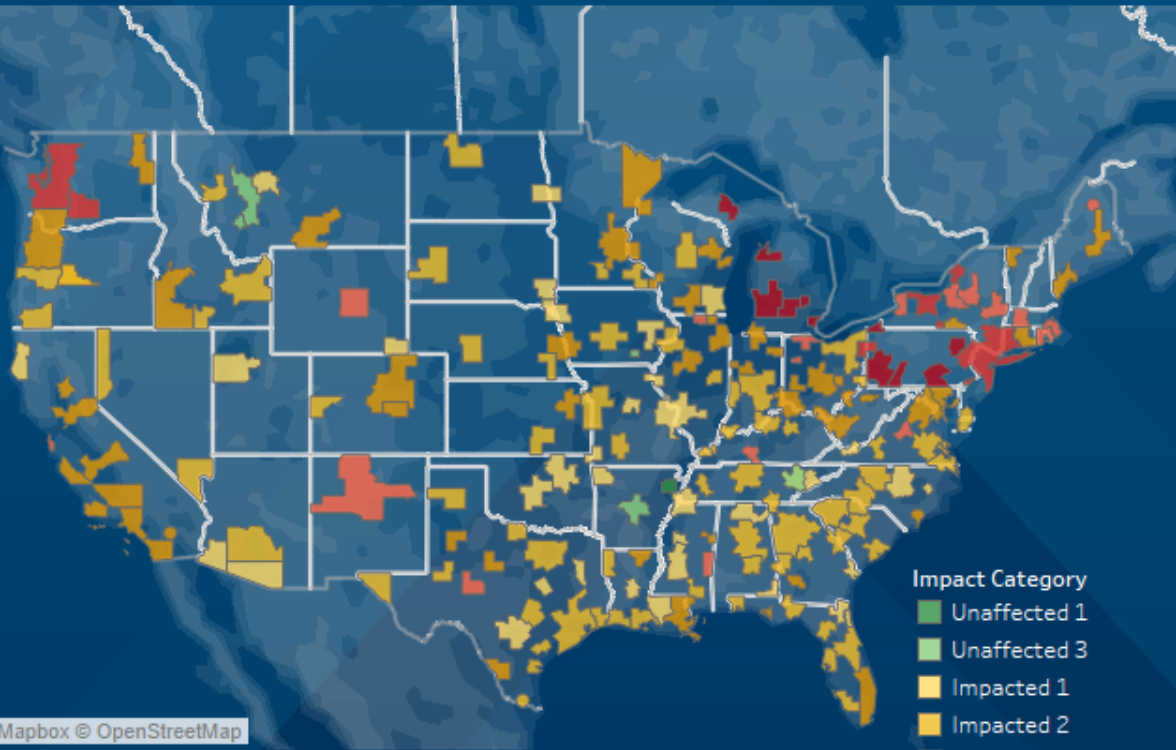 Impact Category
Unaffected 1
Unaffected 3
Impacted 1
Impacted 2
Mapbox © OpenStreetMap